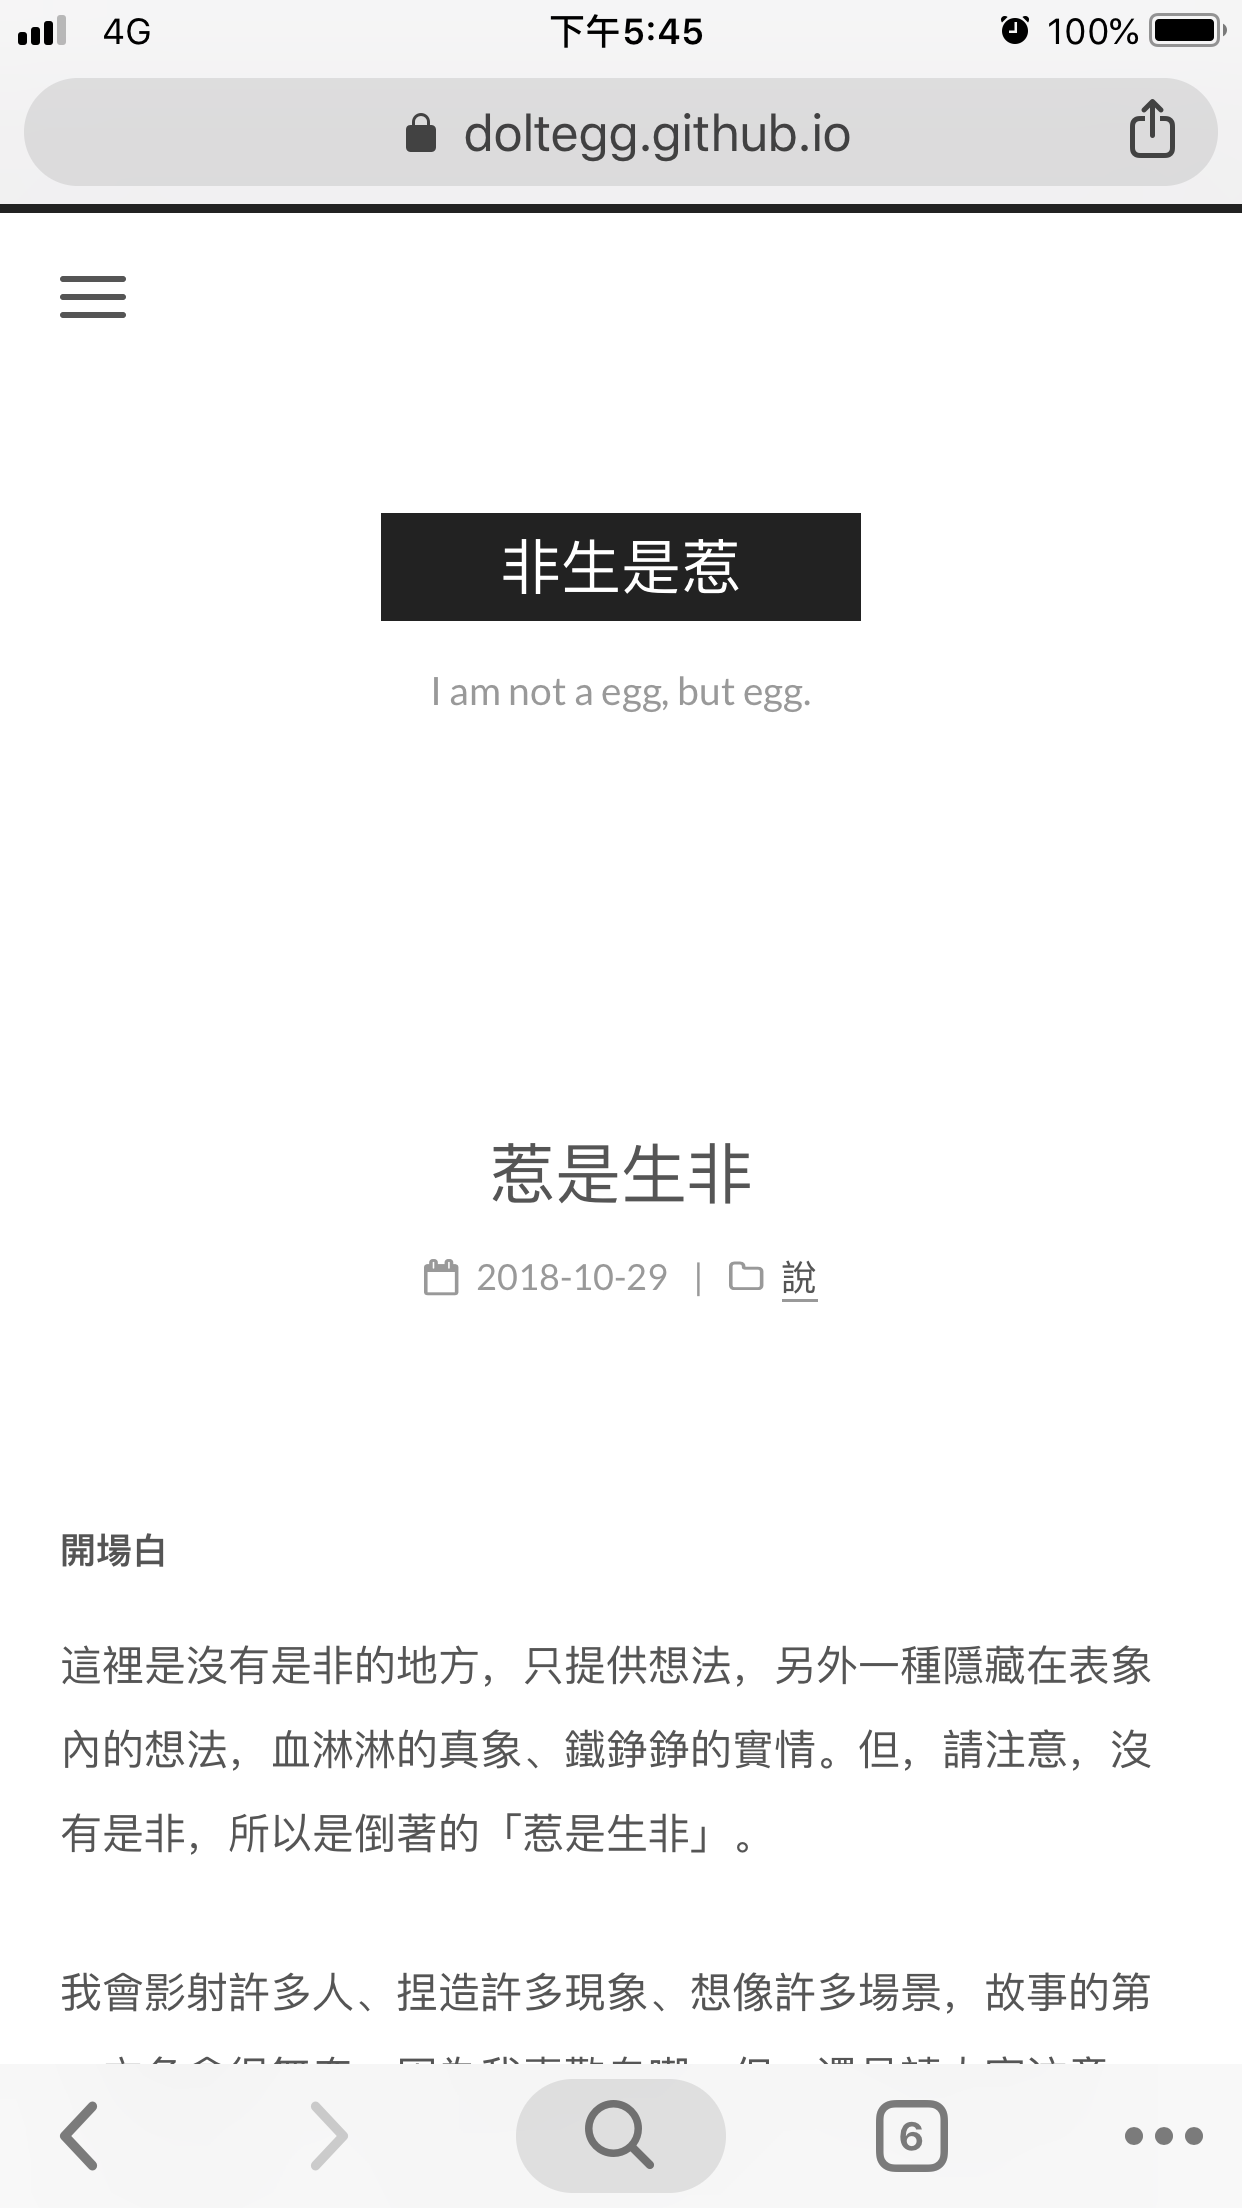 4G 下午5:45 100%
doltegg.github.io
非生是惹
I am not a egg, but egg.
惹是生非
2018-10-29 | 說
開場白
這裡是沒有是非的地方，只提供想法，另外一種隱藏在表象
內的想法，血淋淋的真象、鐵錚錚的實情。但，請注意，沒
有是非，所以是倒著的「惹是生非」。
我會影射許多人、捏造許多現象、想像許多場景，故事的第
6